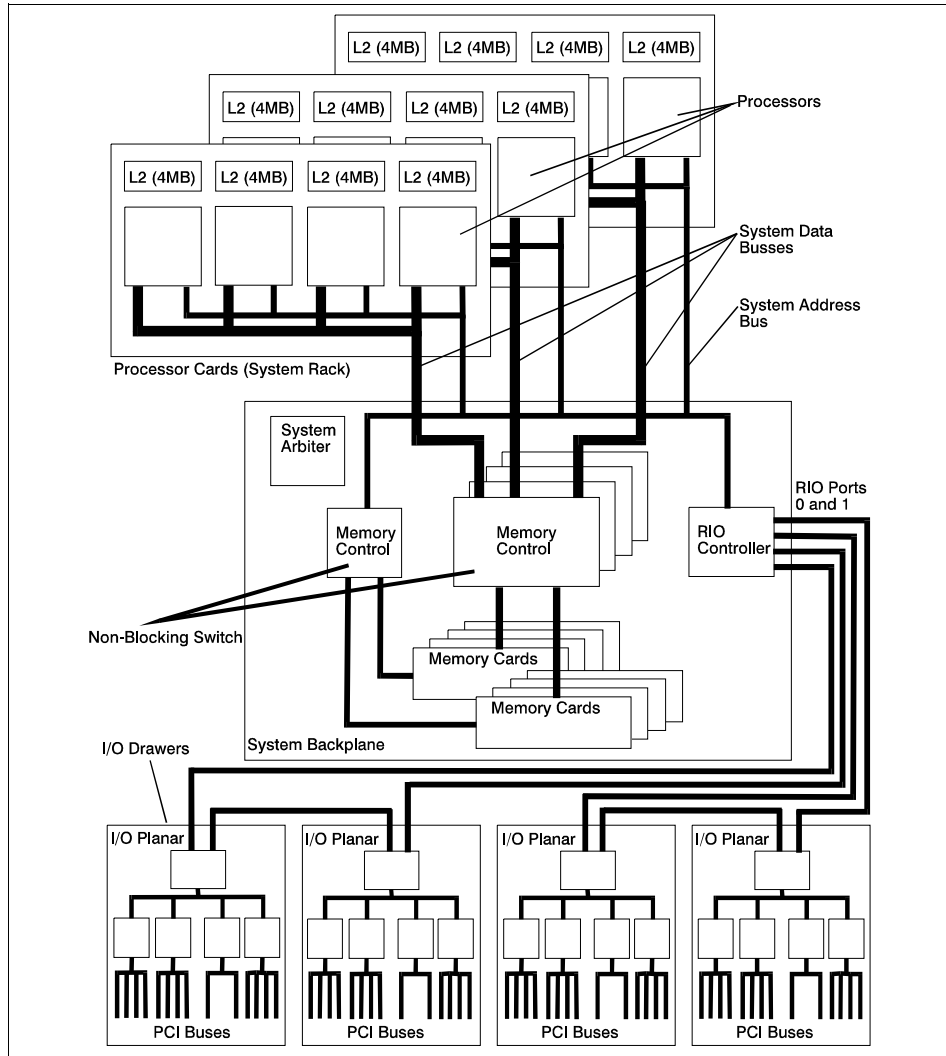 L2 (4MB) L2 (4MB) L2 (4MB) L2 (4MB)
L2 (4MB) L2 (4MB) L2 (4MB) L2 (4MB)
Processors
L2 (4MB) L2 (4MB) L2 (4MB) L2 (4MB)
System Data
Busses
System Address
Bus
Processor Cards (System Rack)
System
Arbiter
RIO Ports
0 and 1
Memory
Control
Memory
Control
RIO
Controller
Non-Blocking Switch
Memory Cards
Memory Cards
System Backplane
I/O Drawers
I/O Planar I/O Planar I/O Planar I/O Planar
PCI Buses PCI Buses PCI Buses PCI Buses